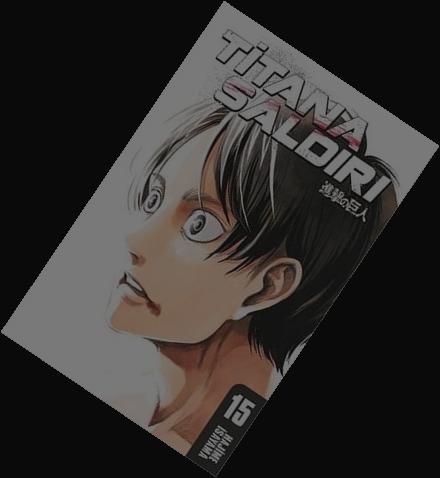 TİTANA
SALDIRI
進撃の巨人
15
HAJIME
ISAYAMA